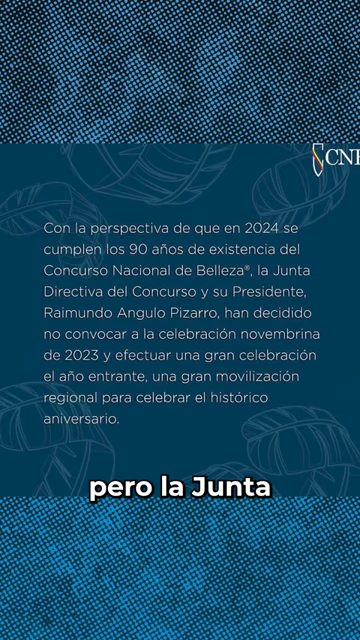 CNB
Con la perspectiva de que en 2024 se
cumplen los 90 años de existencia del
Concurso Nacional de Belleza®, la Junta
Directiva del Concurso y su Presidente,
Raimundo Angulo Pizarro, han decidido
no convocar a la celebración novembrina
de 2023 y efectuar una gran celebración
el año entrante, una gran movilización
regional para celebrar el histórico
aniversario.
pero la Junta